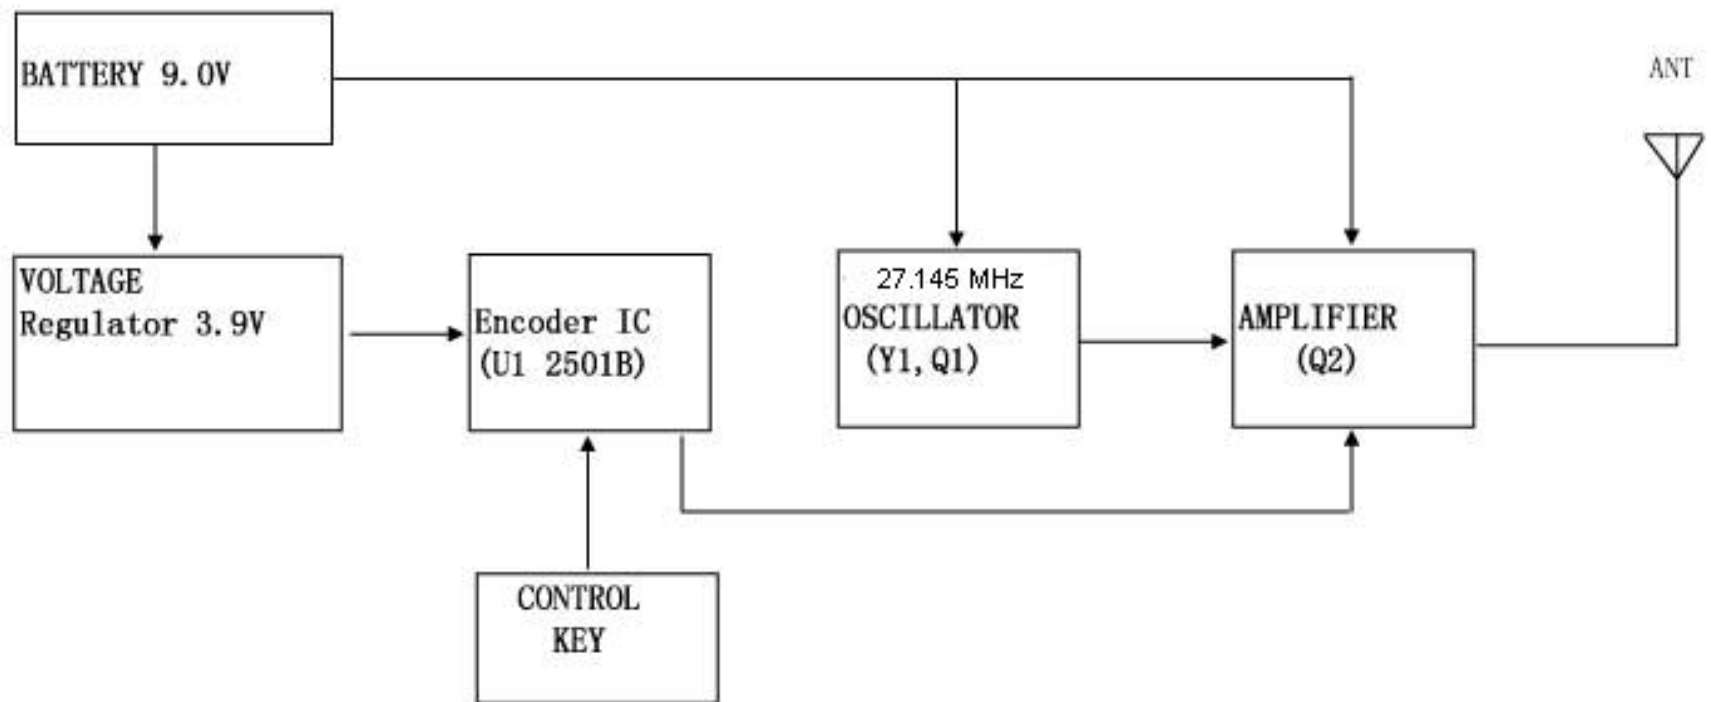 BATTERY 9.0V
ANT
VOLTAGE
Regulator 3.9V
Encoder IC
(U1 2501B)
27.145 MHz
OSCILLATOR
(Y1,Q1)
AMPLIFIER
(Q2)
CONTROL
KEY